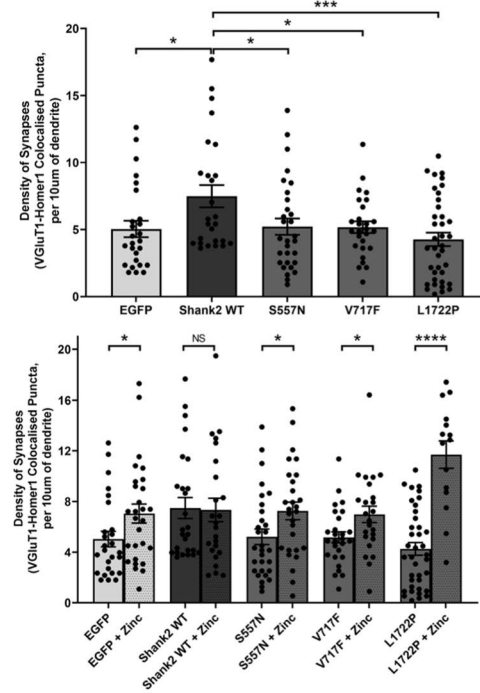 ***
*
* *
Density of Synapses
(VGluT1-Homer1 Colocalised Puncta,
per 10um of dendrite)
20
15
10
5
0
EGFP Shank2 WT S557N V717F L1722P
* NS * * ****
Density of Synapses
(VGluT1-Homer1 Colocalised Puncta,
per 10um of dendrite)
20
16
12
8
4
0
EGFP
EGFP + Zinc
Shank2 WT
Shank2 WT + Zinc
S557N
S557N + Zinc
V717F
V717F + Zinc
L1722P
L1722P + Zinc